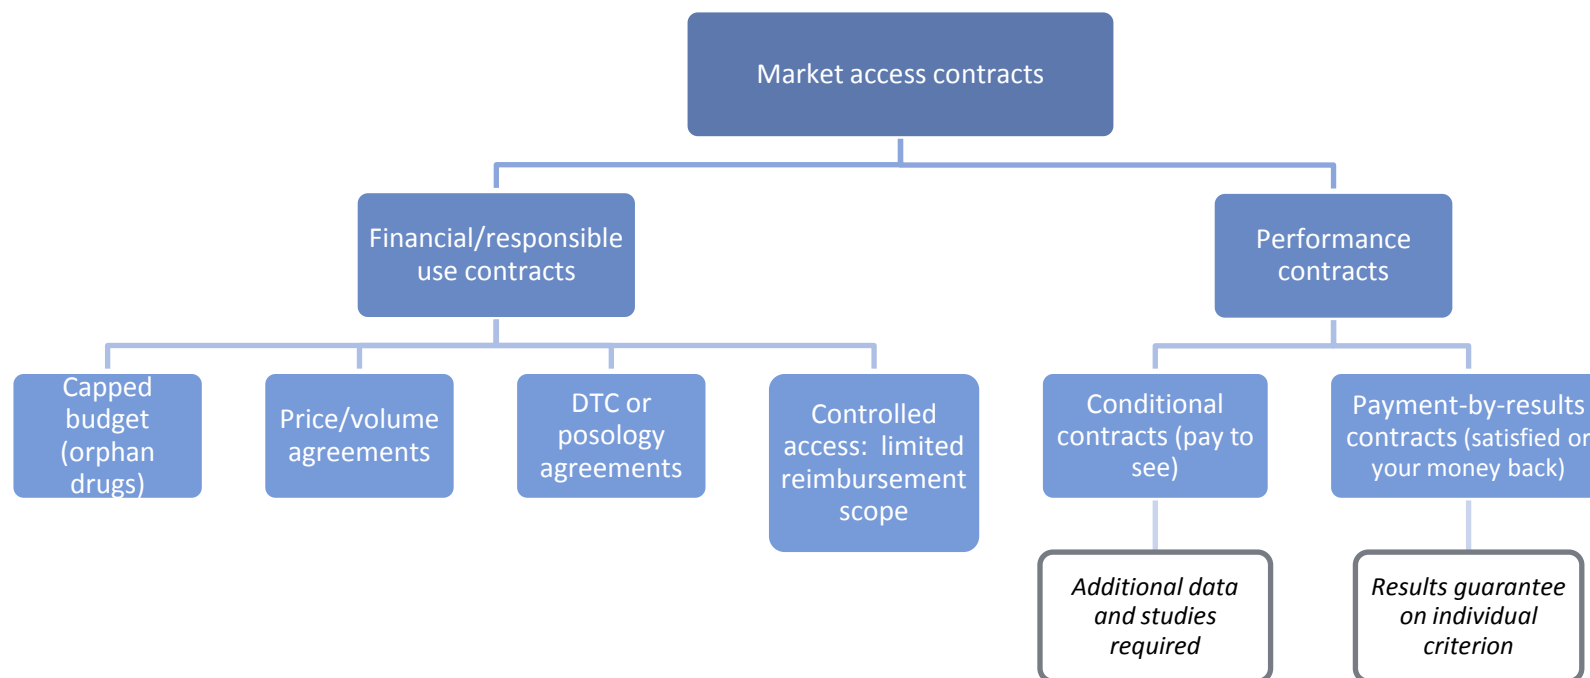 Market access contracts
Financial/responsible
use contracts
Performance
contracts
Capped
budget
(orphan
drugs)
Price/volume
agreements
DTC or
posology
agreements
Controlled
access:  limited
reimbursement
scope
Conditional
contracts (pay to
see)
Payment-by-results
contracts (satisfied or
your money back)
Additional data
and studies
required
Results guarantee
on individual
criterion